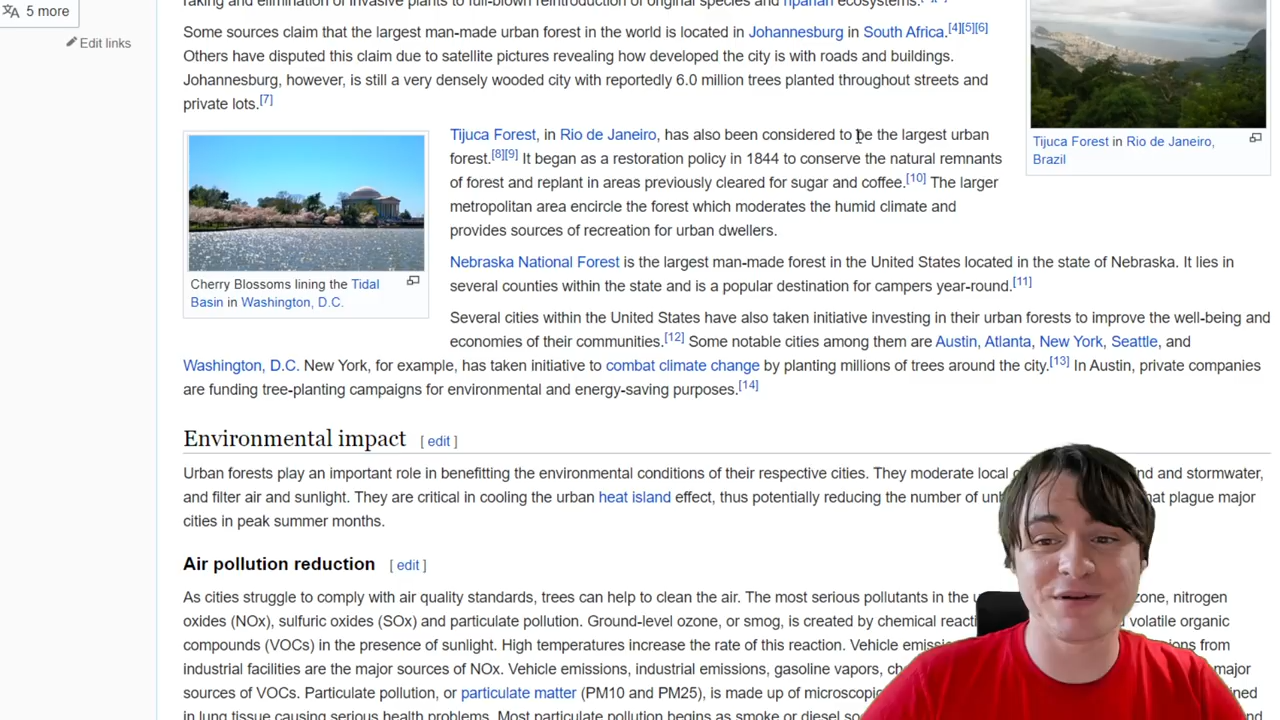 5 more
Edit links
raking and elimination of invasive plants to full-blown reintroduction of original species and riparian ecosystems.
Some sources claim that the largest man-made urban forest in the world is located in Johannesburg in South Africa.[4][5][6]
Others have disputed this claim due to satellite pictures revealing how developed the city is with roads and buildings.
Johannesburg, however, is still a very densely wooded city with reportedly 6.0 million trees planted throughout streets and
private lots.[7]
Tijuca Forest in Rio de Janeiro,
Brazil
Cherry Blossoms lining the Tidal
Basin in Washington, D.C.
Tijuca Forest, in Rio de Janeiro, has also been considered to be the largest urban
forest.[8][9] It began as a restoration policy in 1844 to conserve the natural remnants
of forest and replant in areas previously cleared for sugar and coffee.[10] The larger
metropolitan area encircle the forest which moderates the humid climate and
provides sources of recreation for urban dwellers.
Nebraska National Forest is the largest man-made forest in the United States located in the state of Nebraska. It lies in
several counties within the state and is a popular destination for campers year-round.[11]
Several cities within the United States have also taken initiative investing in their urban forests to improve the well-being and
economies of their communities.[12] Some notable cities among them are Austin, Atlanta, New York, Seattle, and
Washington, D.C. New York, for example, has taken initiative to combat climate change by planting millions of trees around the city.[13] In Austin, private companies
are funding tree-planting campaigns for environmental and energy-saving purposes.[14]
Environmental impact [ edit ]
Urban forests play an important role in benefitting the environmental conditions of their respective cities. They moderate local and stormwater,
and filter air and sunlight. They are critical in cooling the urban heat island effect, thus potentially reducing the number of that plague major
cities in peak summer months.
Air pollution reduction [ edit ]
As cities struggle to comply with air quality standards, trees can help to clean the air. The most serious pollutants in the nitrogen
oxides (NOx), sulfuric oxides (SOx) and particulate pollution. Ground-level ozone, or smog, is created by chemical volatile organic
compounds (VOCs) in the presence of sunlight. High temperatures increase the rate of this reaction. Vehicle from
industrial facilities are the major sources of NOx. Vehicle emissions, industrial emissions, gasoline vapors, major
sources of VOCs. Particulate pollution, or particulate matter (PM10 and PM25), is made up of
in lung tissue causing serious health problems. Most particulate pollution begins as smoke or diesel